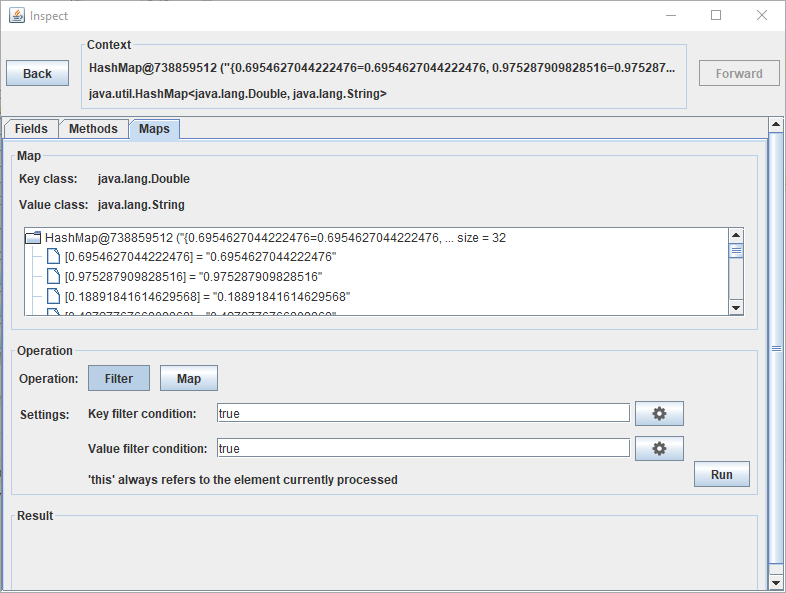 Inspect
Context
Back
HashMap@738859512 ("{0.6954627044222476=0.6954627044222476, 0.975287909828516=0.975287...
Forward
java.util.HashMap<java.lang.Double, java.lang.String>
Fields Methods Maps
Map
Key class: java.lang.Double
Value class: java.lang.String
HashMap@738859512 ("{0.6954627044222476=0.6954627044222476, ... size = 32
[0.6954627044222476] = "0.6954627044222476"
[0.975287909828516] = "0.975287909828516"
[0.18891841614629568] = "0.18891841614629568"
Operation
Operation: Filter Map
Settings: Key filter condition: true
Value filter condition: true
'this' always refers to the element currently processed
Run
Result